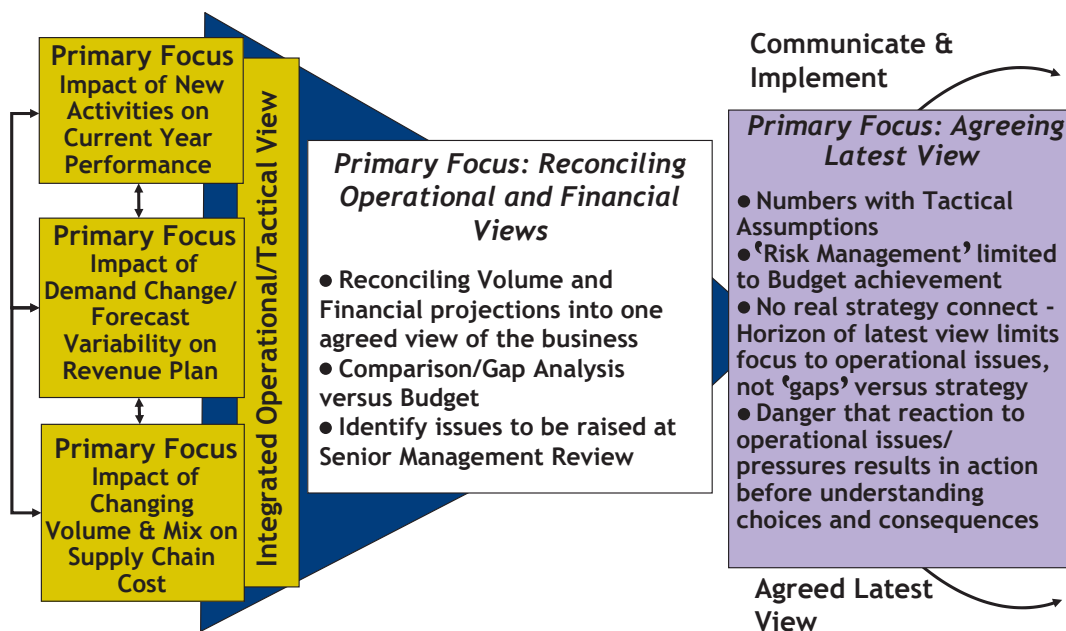 Primary Focus
Impact of New
Activities on
Current Year
Performance
Primary Focus
Impact of
Demand Change/
Forecast
Variability on
Revenue Plan
Primary Focus
Impact of
Changing
Volume & Mix on
Supply Chain
Cost
Integrated Operational/Tactical View
Primary Focus: Reconciling
Operational and Financial
Views
● Reconciling Volume and
Financial projections into one
agreed view of the business
● Comparison/Gap Analysis
versus Budget
● Identify issues to be raised at
Senior Management Review
Communicate &
Implement
Primary Focus: Agreeing
Latest View
● Numbers with Tactical
Assumptions
● ‘Risk Management’ limited
to Budget achievement
● No real strategy connect -
Horizon of latest view limits
focus to operational issues,
not ‘gaps’ versus strategy
● Danger that reaction to
operational issues/
pressures results in action
before understanding
choices and consequences
Agreed Latest
View